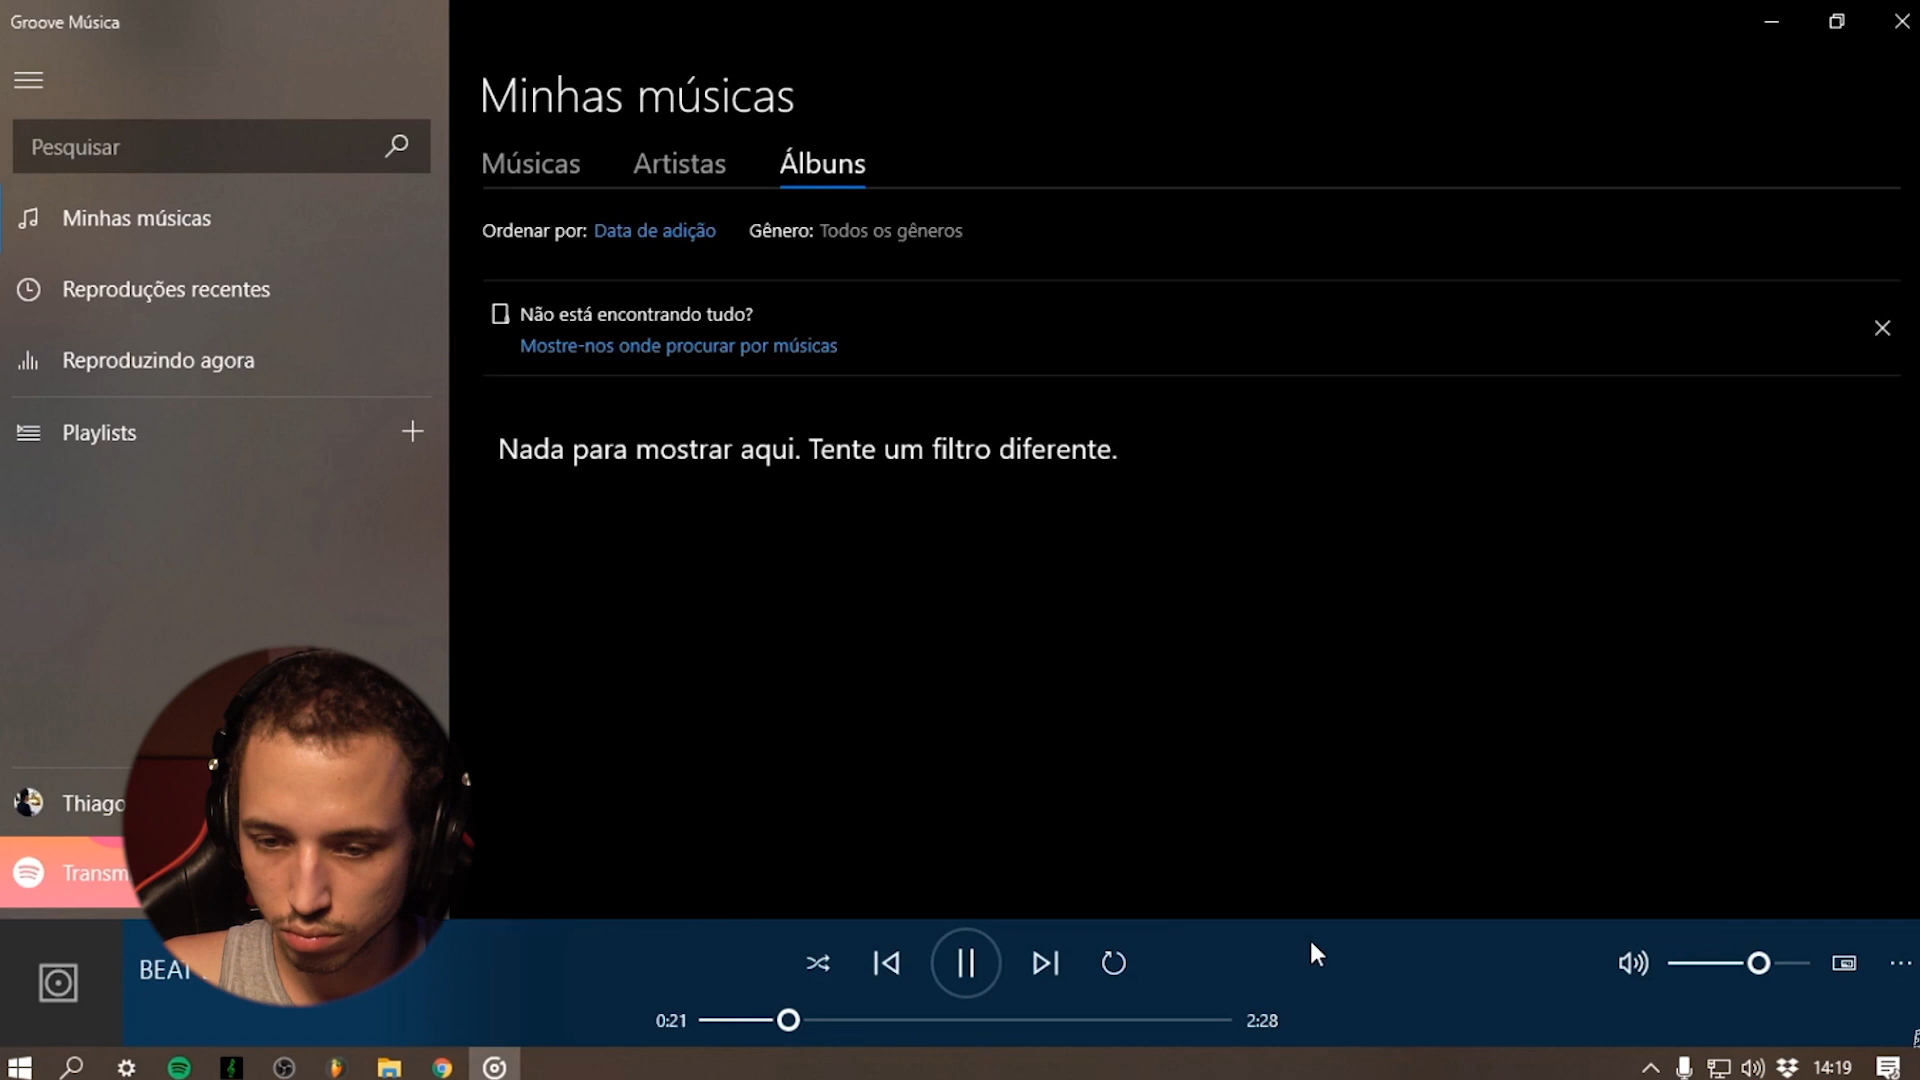 Groove Música
Pesquisar
Minhas músicas
Reproduções recentes
Reproduzindo agora
Playlists
Thiago
Transm
Minhas músicas
Músicas Artistas Álbuns
Ordenar por: Data de adição Gênero: Todos os gêneros
Não está encontrando tudo?
Mostre-nos onde procurar por músicas
Nada para mostrar aqui. Tente um filtro diferente.
BEAT
0:21
2:28
14:19